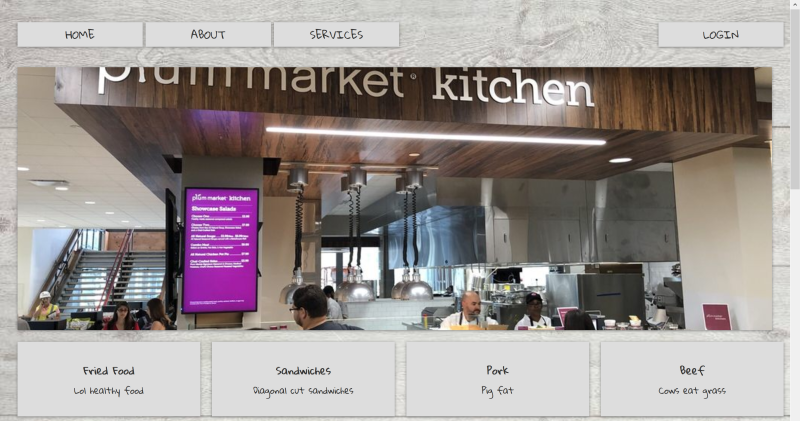 HOME
ABOUT
SERVICES
LOGIN
plum market® kitchen
plum market kitchen
Showcase Salads
Fried Food
Sandwiches
Pork
Beef
Lol healthy food
Diagonal cut sandwiches
Pig fat
Cows eat grass